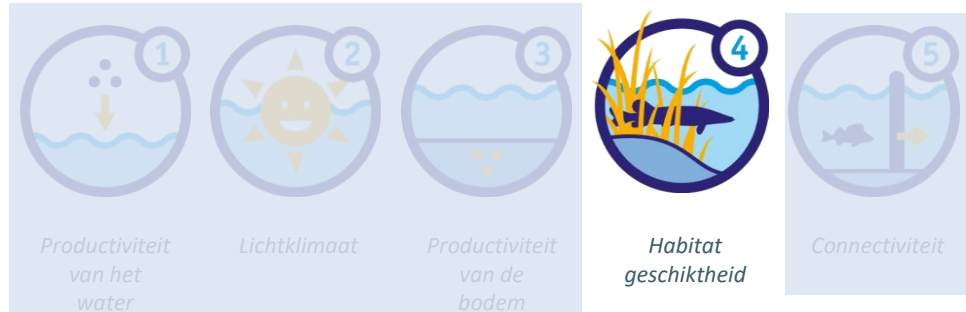 1
2
3
4
5
Productiviteit
van het
water
Lichtklimaat
Productiviteit
van de
bodem
Habitat
geschiktheid
Connectiviteit